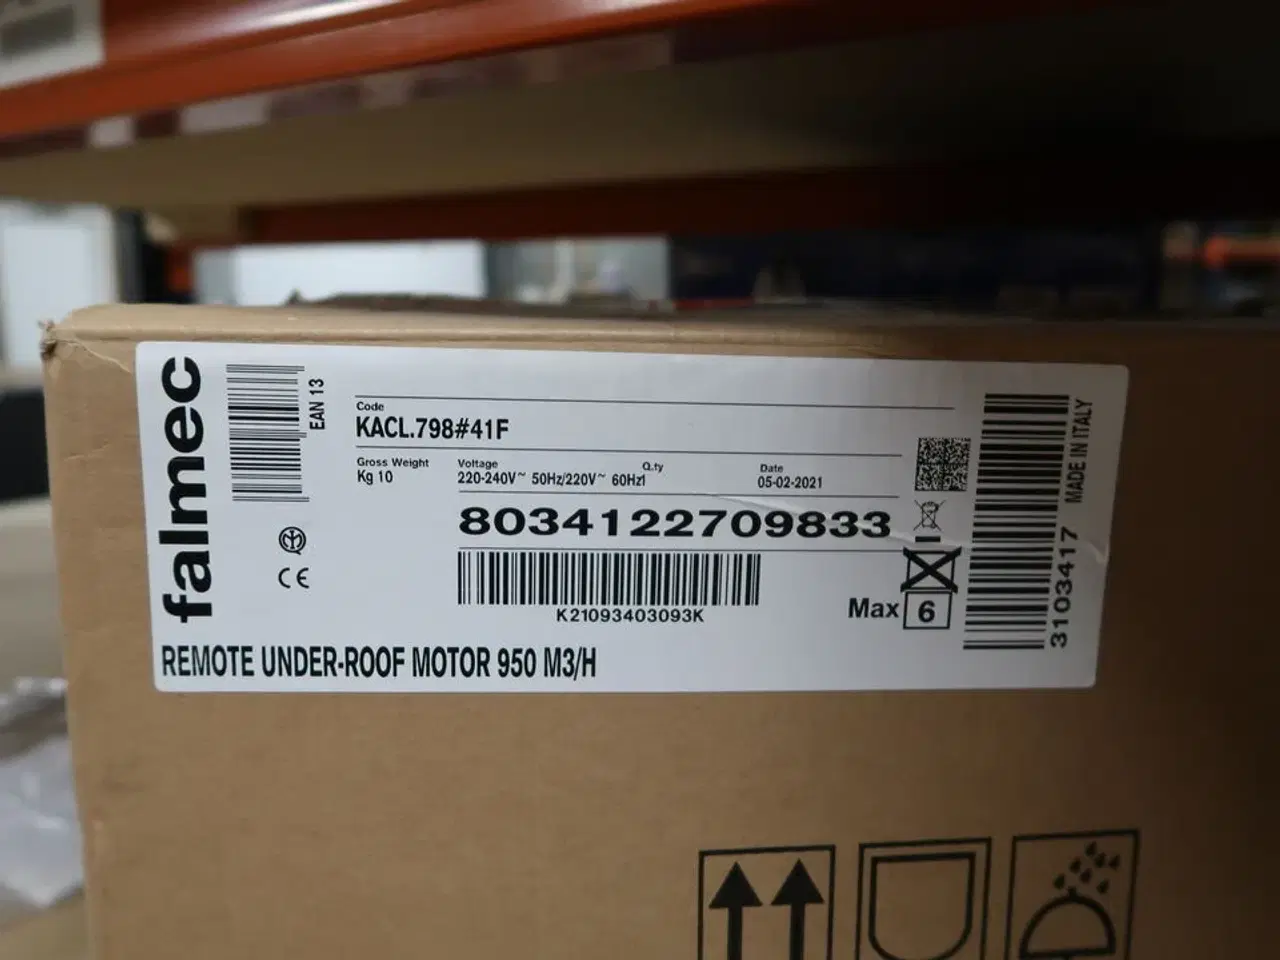 falmec
EAN 13
Code
KACL.798#41F
Gross Weight
Kg 10
Voltage
220-240V~ 50Hz/220V~ 60Hz
Q.ty
1
Date
05-02-2021
8034122709833
K21093403093K
Max 6
CE
REMOTE UNDER-ROOF MOTOR 950 M3/H
3103417
MADE IN ITALY